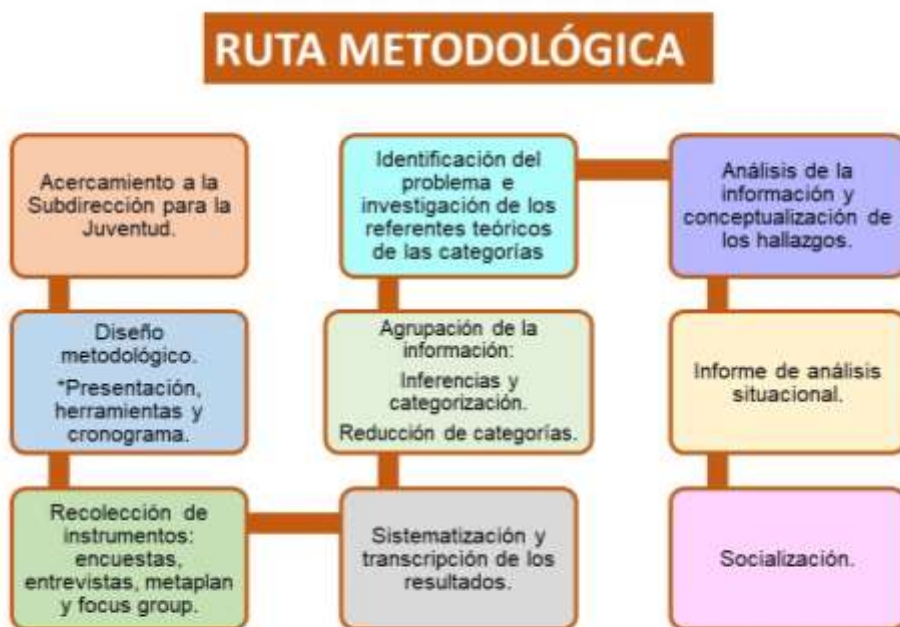 RUTA METODOLÓGICA
Acercamiento a la
Subdirección para la
Juventud.
Diseño
metodológico.
*Presentación,
herramientas y
cronograma.
Recolección de
instrumentos:
encuestas,
entrevistas, metaplan
y focus group.
Sistematización y
transcripción de los
resultados.
Agrupación de la
información:
Inferencias y
categorización.
Reducción de categorías.
Identificación del
problema e
investigación de los
referentes teóricos
de las categorías
Análisis de la
información y
conceptualización de
los hallazgos.
Informe de análisis
situacional.
Socialización.